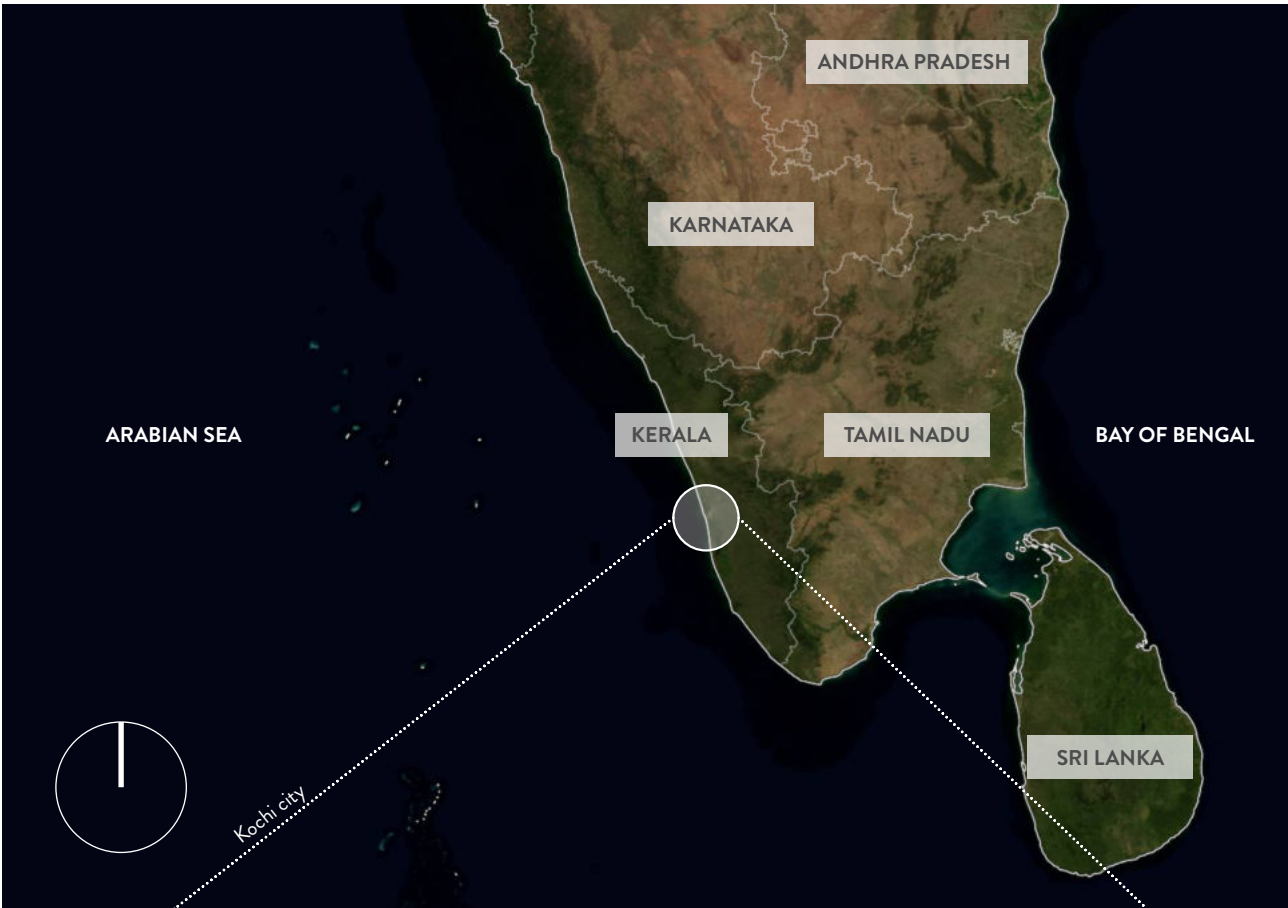 ANDHRA PRADESH
KARNATAKA
ARABIAN SEA
KERALA
TAMIL NADU
BAY OF BENGAL
SRI LANKA
Kochi city